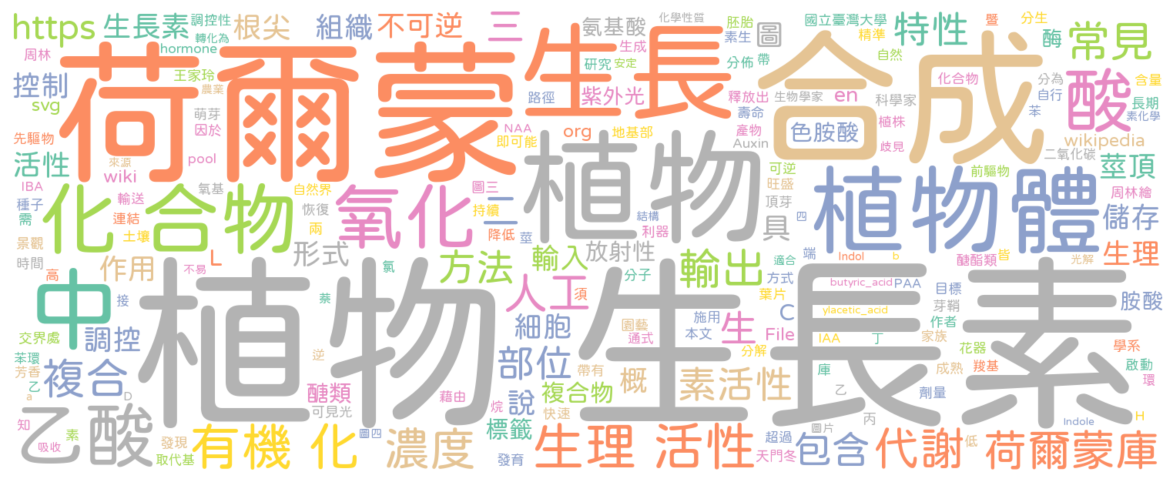 https 生長素 調控性 根尖 組織 不可逆 三 氨基酸 化學性質 圖 胚胎 國立臺灣大學 特性 暨 分生 酶 常見
周林 轉化為 hormone 荷爾蒙 生長 素生 生成 研究 安定 分佈 帶 精準 自然 合成 酸
控制 王家玲 農業 svg 萌芽 因於 路徑 紫外光 釋放出 壽命 生物學家 en 科學家 化合物 分為 自行 含量 長期 素化學 苯
先驅物 活性 pool wiki 來源 NAA 即可能 org 地基部 產物 Auxin 色胺酸 植株 歧見 二氧化碳 wikipedia 莖頂
IBA 種子 輸送 氧基 自然界 圖三 植物 可逆 旺盛 頂芽 前驅物 周林繪
需 化合物 連結 土壤 恢復 兩 氧化 持續 二 降低 結構 利器 莖 具 四 植物體 儲存
景觀 時間 作用 L 不易 形式 氯 方法 輸入 放射性 分子 輸出 適合 方式 端 Indol b 醣酯類 皆 光解 生理
中 高 接 植物生長素 蔡 人工 須 葉片 butyric_acid PAA 目標 芽鞘 胺酸
交界處 調控 細胞 園藝 通式 施用 本文 生 C File ylacetic_acid IAA 丁 作者 家族 花器 學系 啟動
苯環 芳香 乙 a 複合 D 逆 醣類 可見光 藉由 部位 帶有 複合物 分解 概 素活性 庫 乙 成熟 劑量 羧基 環
知 乙酸 吸收 素 發現 取代基 有機 化 圖四 濃度 烷 發育 標籤 快速 說 生理 活性 超過 天門冬 圖片 丙 包含 低 代謝 H Indole 荷爾蒙庫